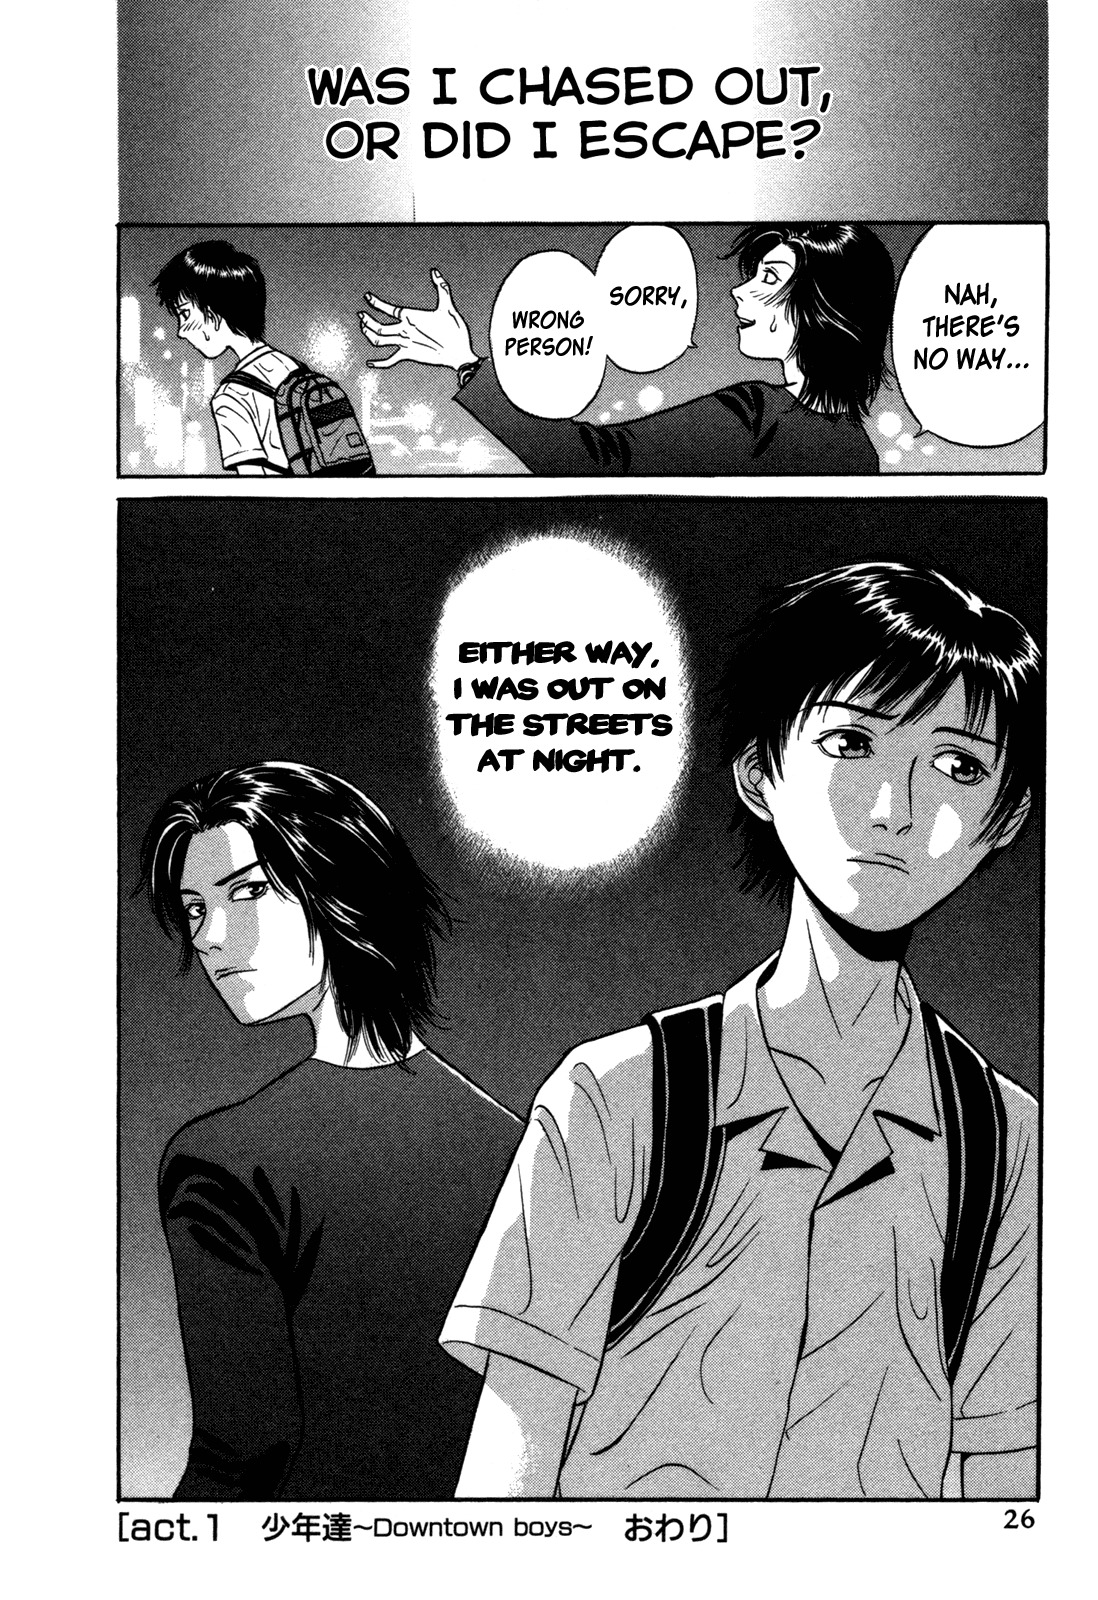 WAS I CHASED OUT,
OR DID I ESCAPE?
NAH,
THERE'S
NO WAY...
SORRY,
WRONG
PERSON!
EITHER WAY,
I WAS OUT ON
THE STREETS
AT NIGHT.
[act.1 少年達~Downtown boys~ おわり]
26